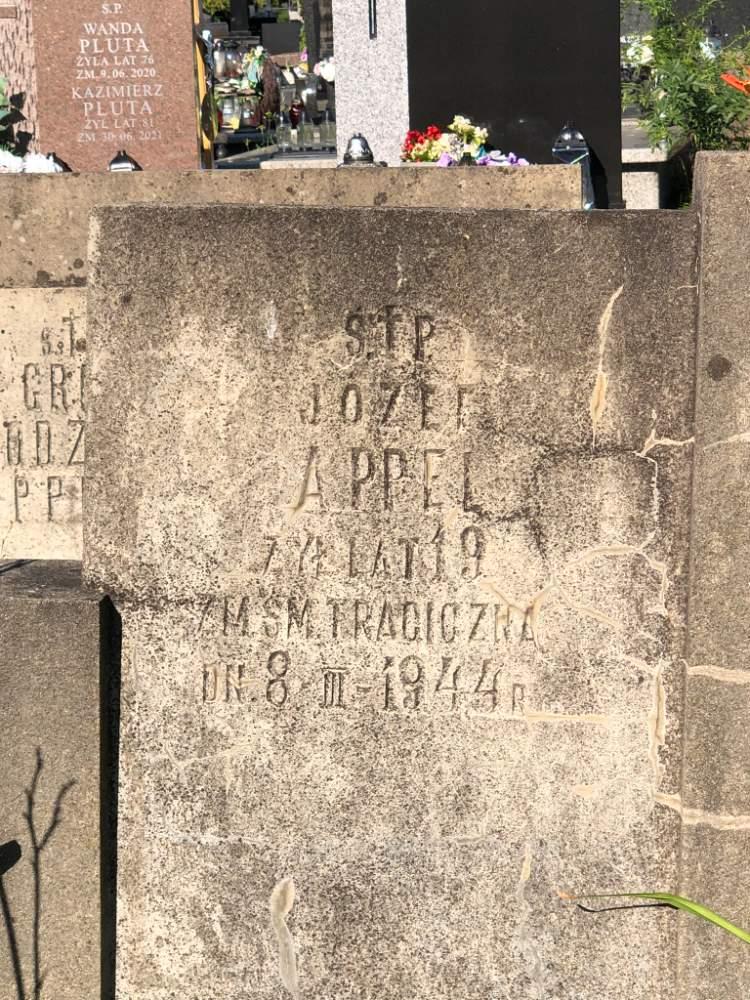 S.P.
WANDA
PLUTA
ŻYŁA LAT 76
ZM. 9.06.2020
KAZIMIERZ
PLUTA
ŻYŁ LAT 81
ZM. 30.06.2021
Ś.†P.
JÓZEF
APPEL
ŻYŁ LAT 19
ZM. ŚM. TRAGICZNĄ
DN. 8-III-1944 R